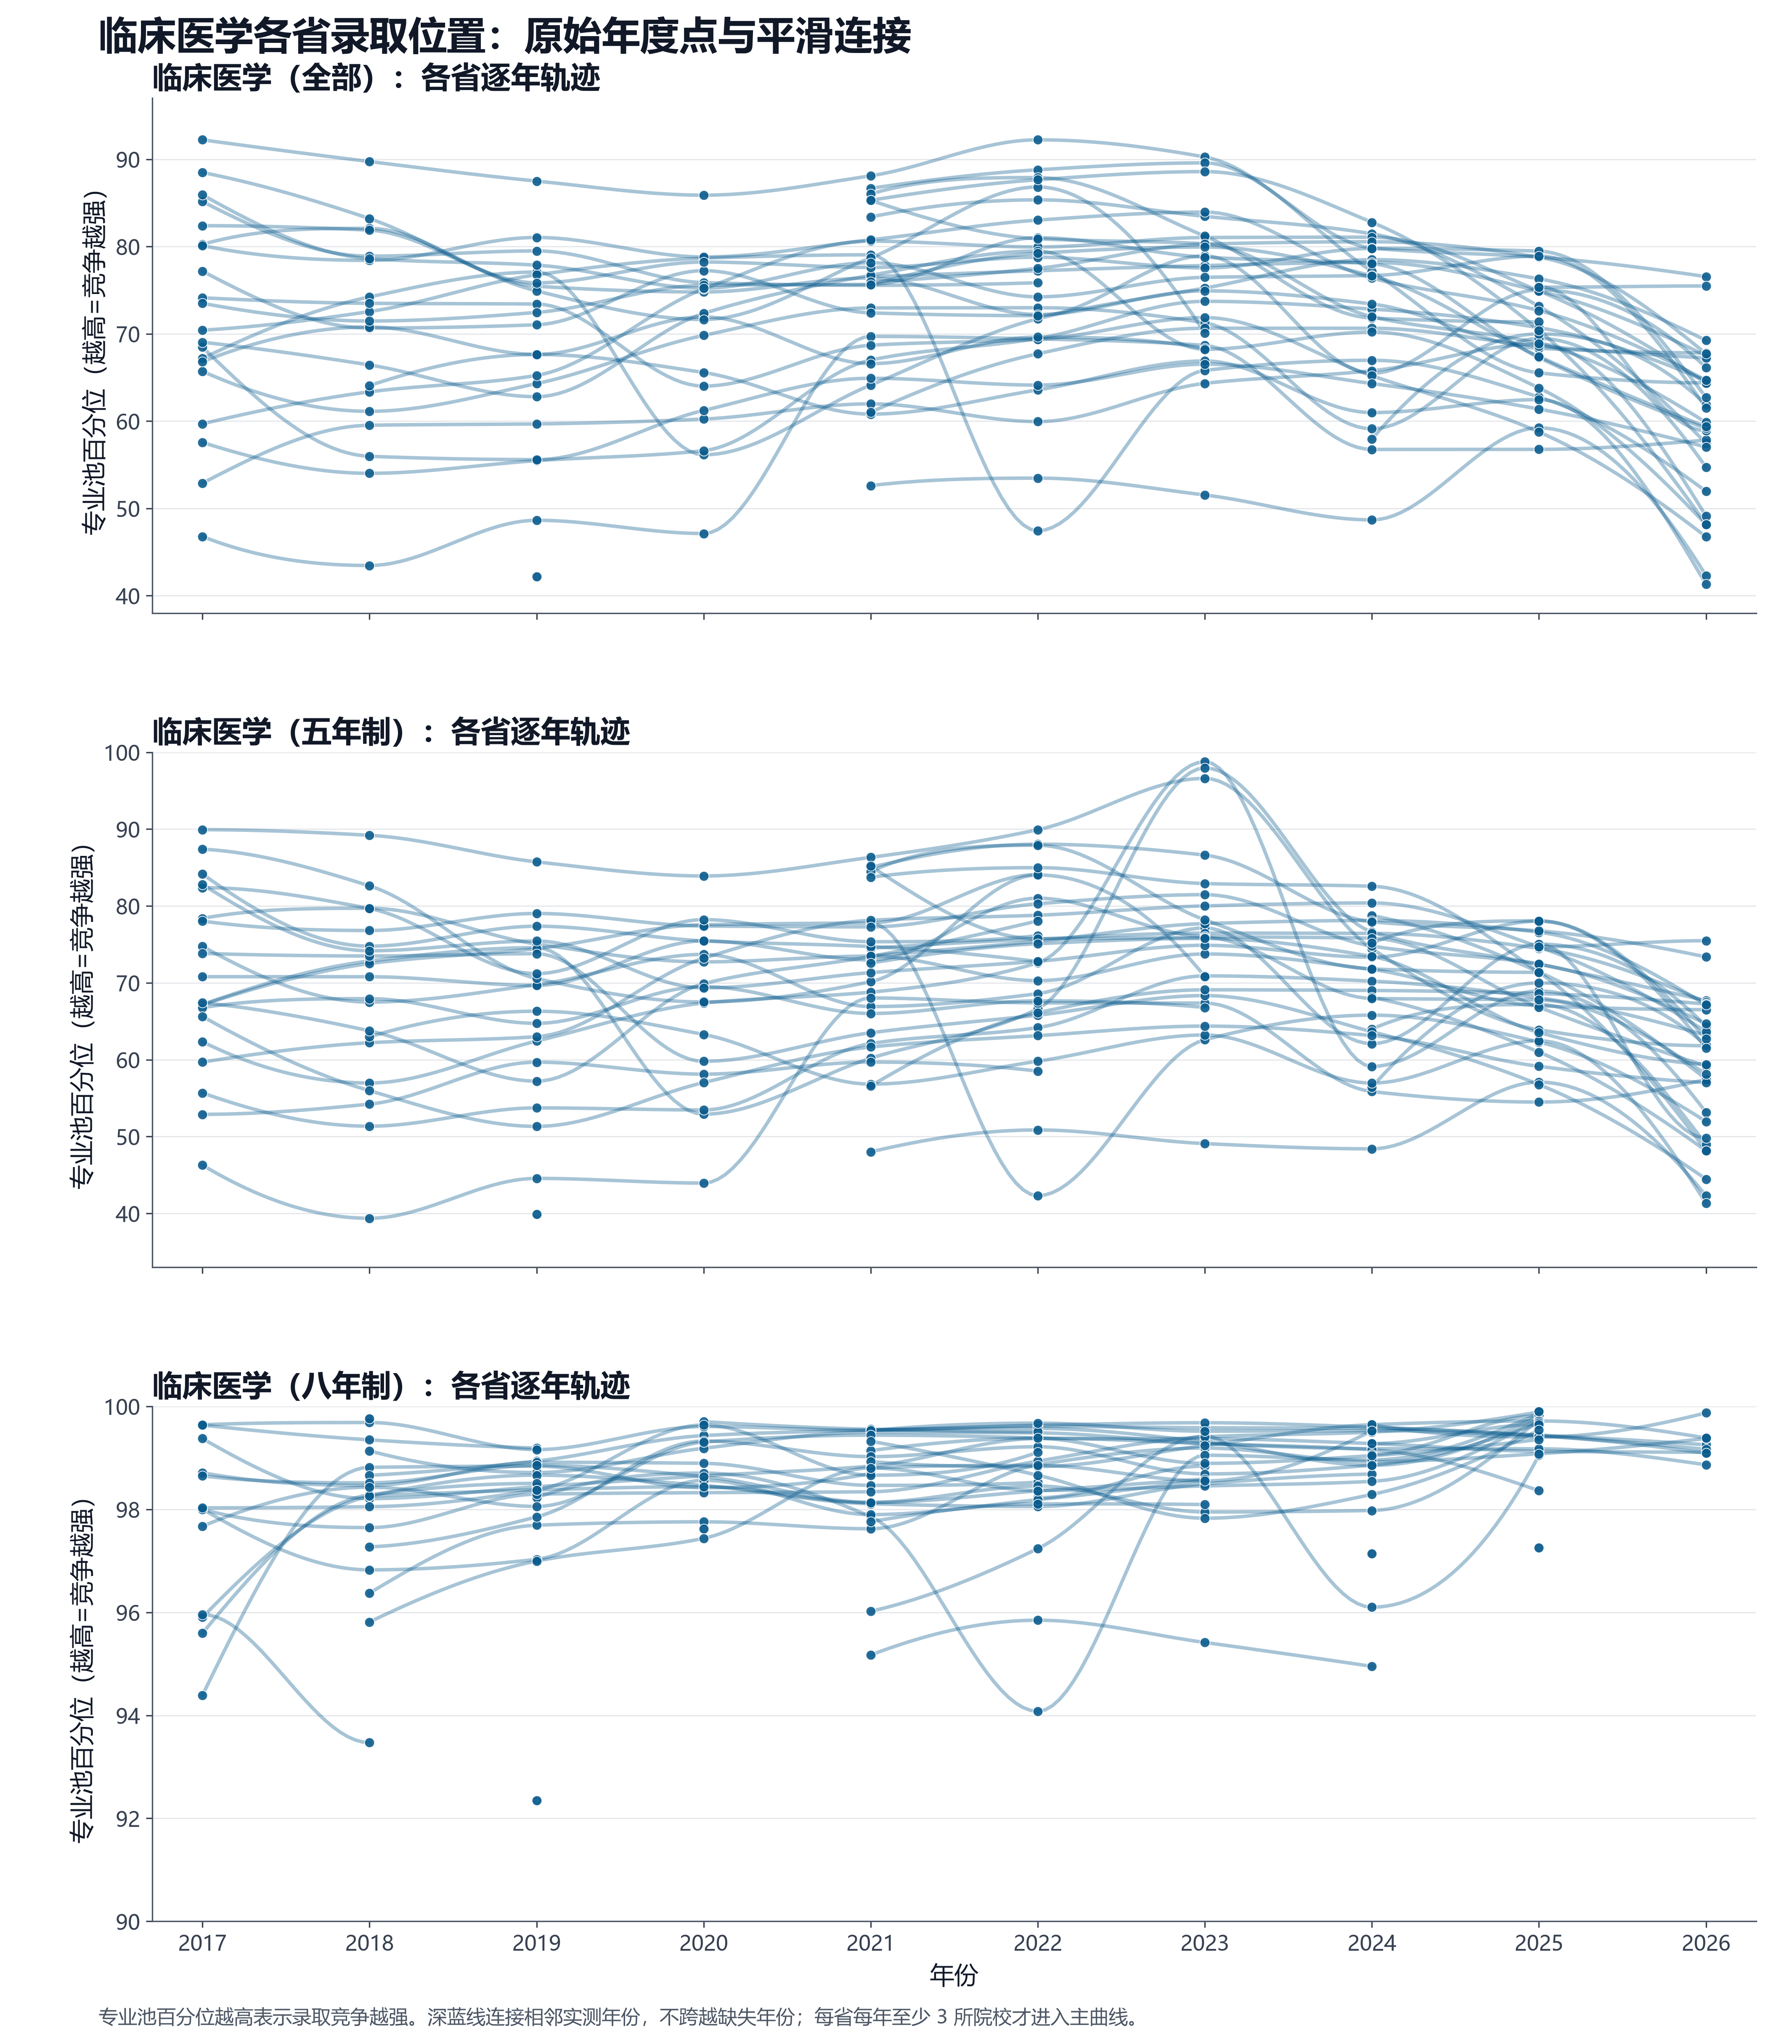 临床医学各省录取位置：原始年度点与平滑连接
临床医学（全部）：各省逐年轨迹
专业池百分位（越高=竞争越强）
90
80
70
60
50
40
临床医学（五年制）：各省逐年轨迹
专业池百分位（越高=竞争越强）
100
90
80
70
60
50
40
临床医学（八年制）：各省逐年轨迹
专业池百分位（越高=竞争越强）
100
98
96
94
92
90
2017 2018 2019 2020 2021 2022 2023 2024 2025 2026
年份
专业池百分位越高表示录取竞争越强。深蓝线连接相邻实测年份，不跨越缺失年份；每省每年至少 3 所院校才进入主曲线。